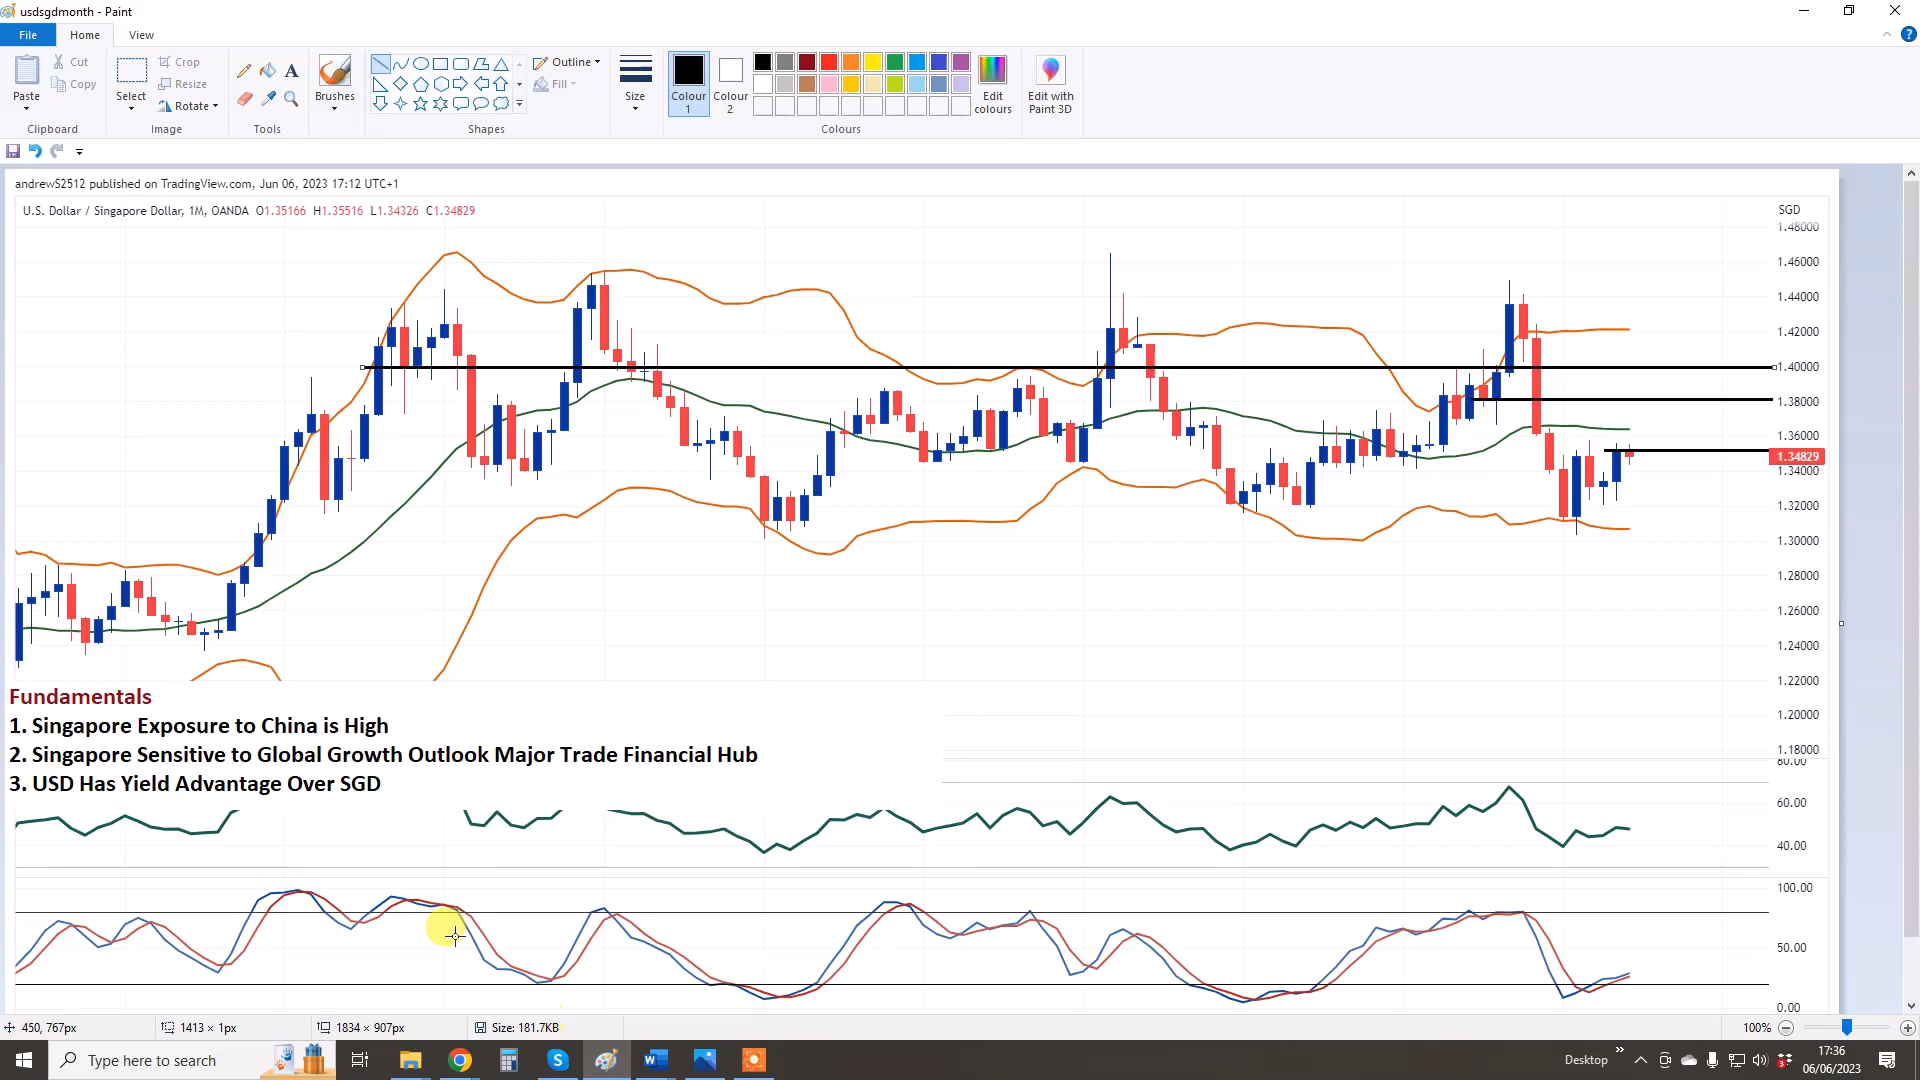 usdsgdmonth - Paint
File Home View
Paste Cut Copy Clipboard
Select Crop Resize Rotate Image
Tools
Brushes
Shapes
Outline Fill
Size
Colour 1 Colour 2 Edit colours Colours
Edit with Paint 3D
andrewS2512 published on TradingView.com, Jun 06, 2023 17:12 UTC+1
U.S. Dollar / Singapore Dollar, 1M, OANDA O1.35166 H1.35516 L1.34326 C1.34829
SGD
1.48000
1.46000
1.44000
1.42000
1.40000
1.38000
1.36000
1.34829
1.34000
1.32000
1.30000
1.28000
1.26000
1.24000
1.22000
1.20000
1.18000
Fundamentals
1. Singapore Exposure to China is High
2. Singapore Sensitive to Global Growth Outlook Major Trade Financial Hub
3. USD Has Yield Advantage Over SGD
80.00
60.00
40.00
100.00
50.00
0.00
450, 767px 1413 × 1px 1834 × 907px Size: 181.7KB 100%
Type here to search
Desktop
17:36
06/06/2023